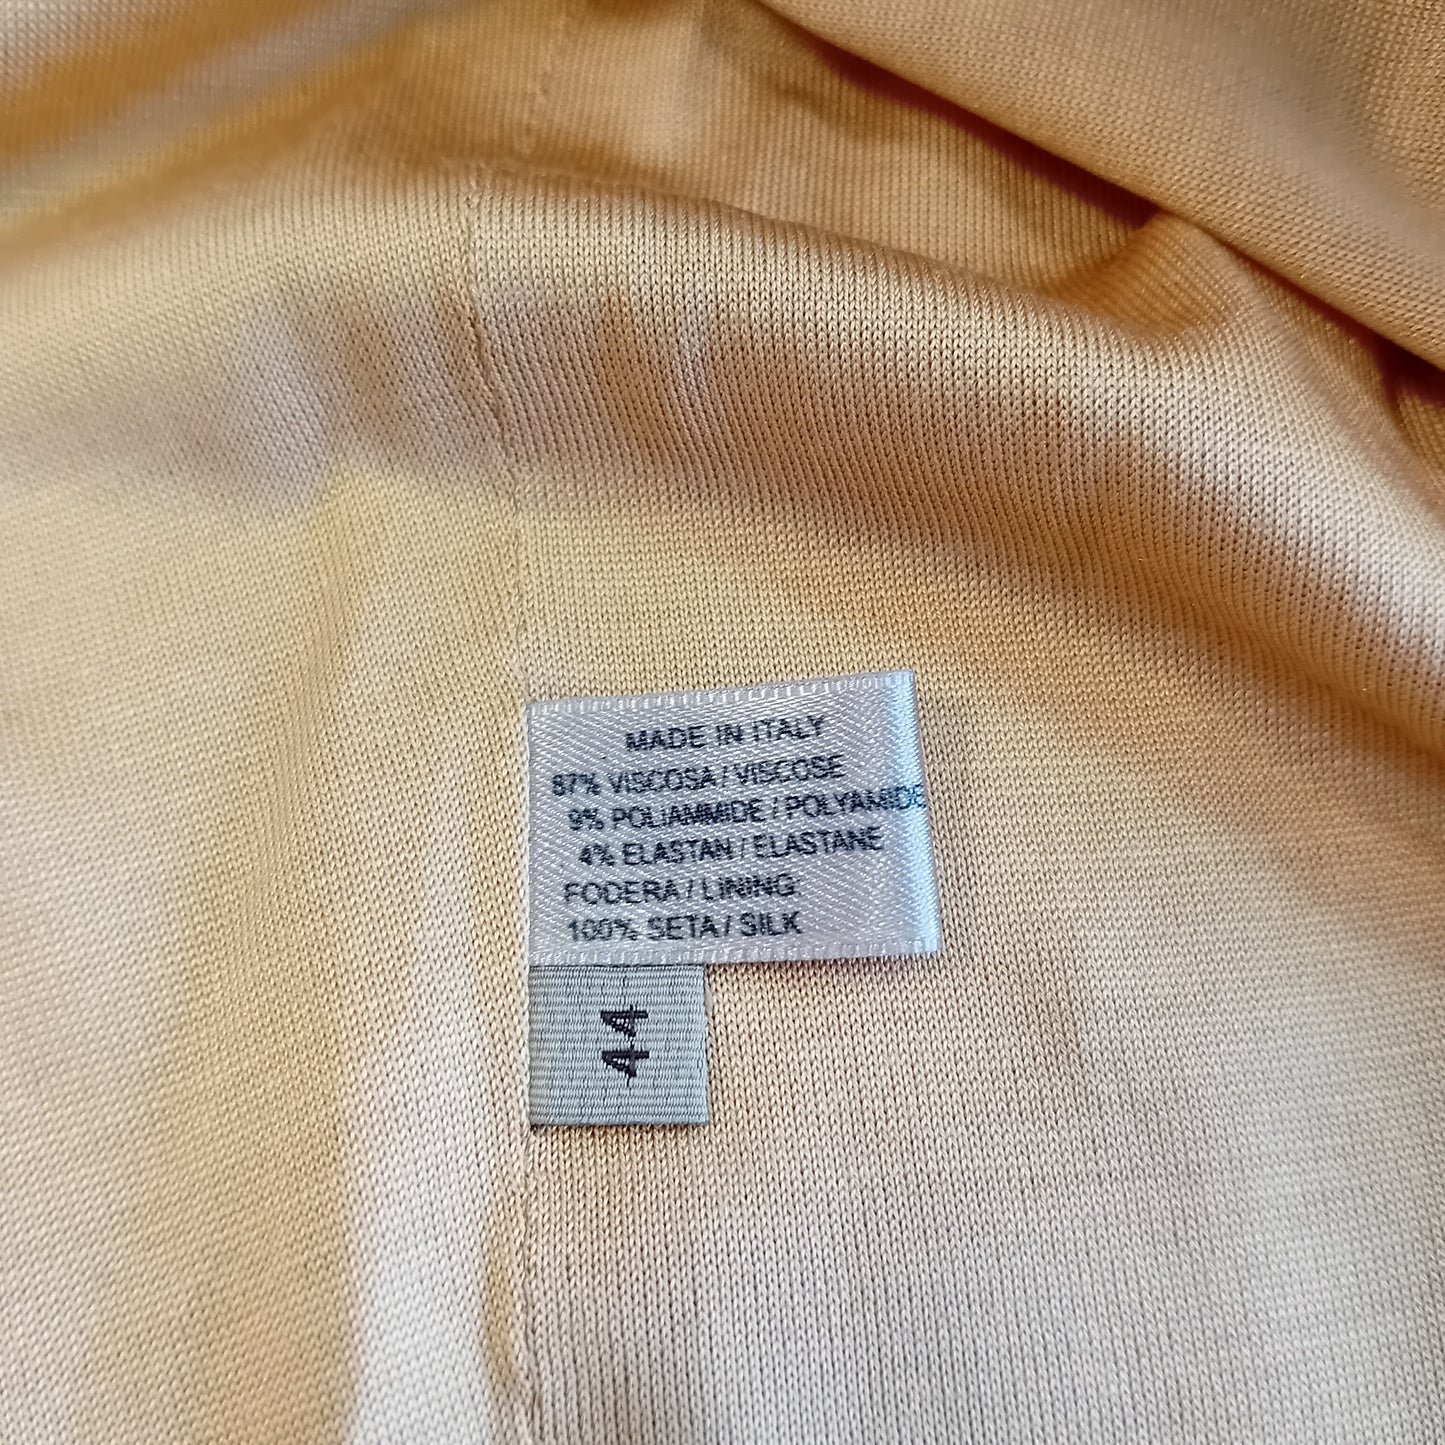 MADE IN ITALY
87% VISCOSA / VISCOSE
9% POLIAMMIDE / POLYAMIDE
4% ELASTAN / ELASTANE
FODERA / LINING:
100% SETA / SILK
44